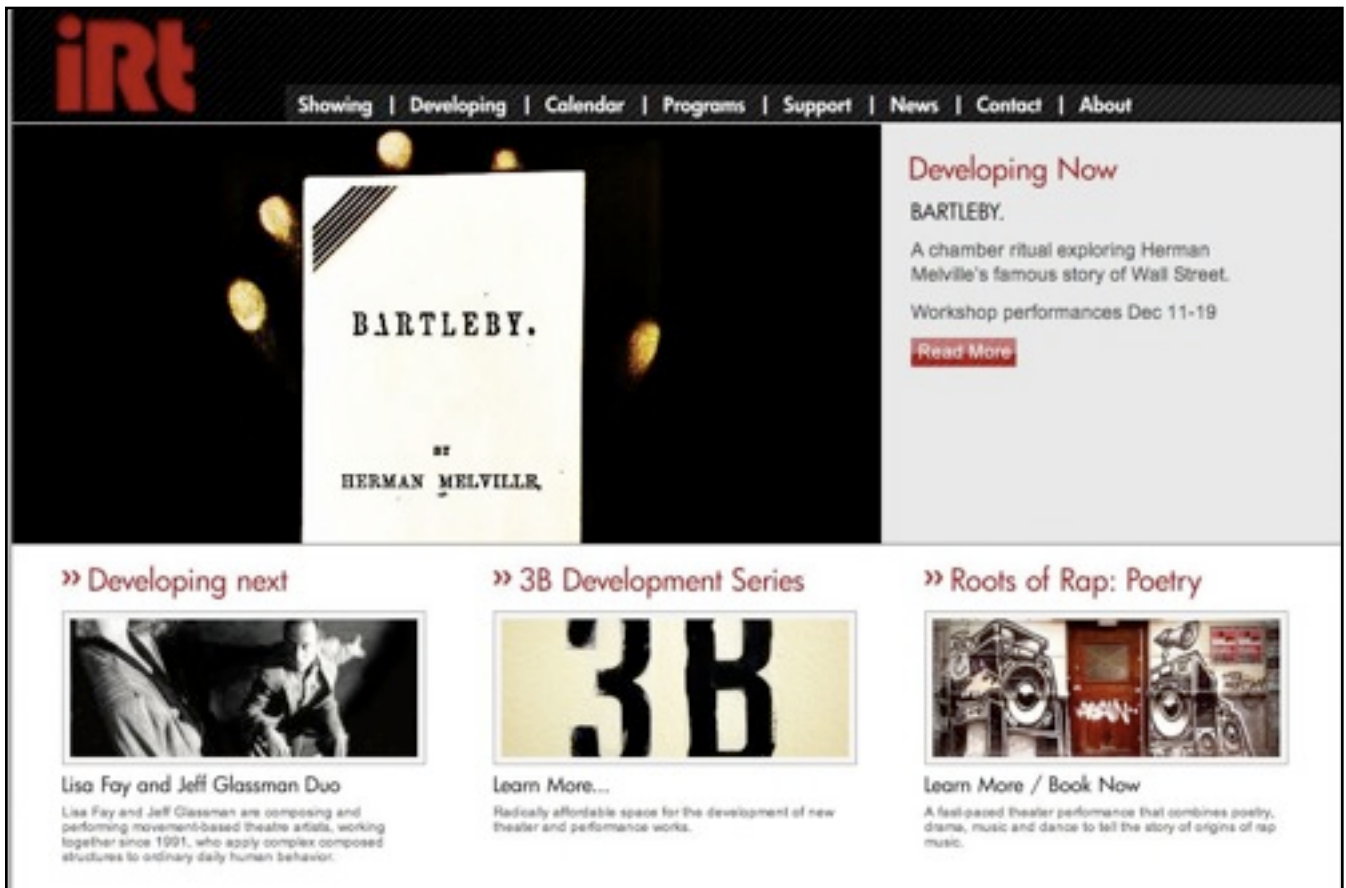 iRt
Showing | Developing | Calendar | Programs | Support | News | Contact | About
BARTLEBY.
BY
HERMAN MELVILLE,
Developing Now
BARTLEBY.
A chamber ritual exploring Herman
Melville's famous story of Wall Street.
Workshop performances Dec 11-19
Read More
» Developing next
Lisa Fay and Jeff Glassman Duo
Lisa Fay and Jeff Glassman are composing and
performing movement-based theatre artists, working
together since 1991, who apply complex composed
structures to ordinary daily human behavior.
» 3B Development Series
3B
Learn More...
Radically affordable space for the development of new
theater and performance works.
» Roots of Rap: Poetry
Learn More / Book Now
A fast-paced theater performance that combines poetry,
drama, music and dance to tell the story of origins of rap
music.